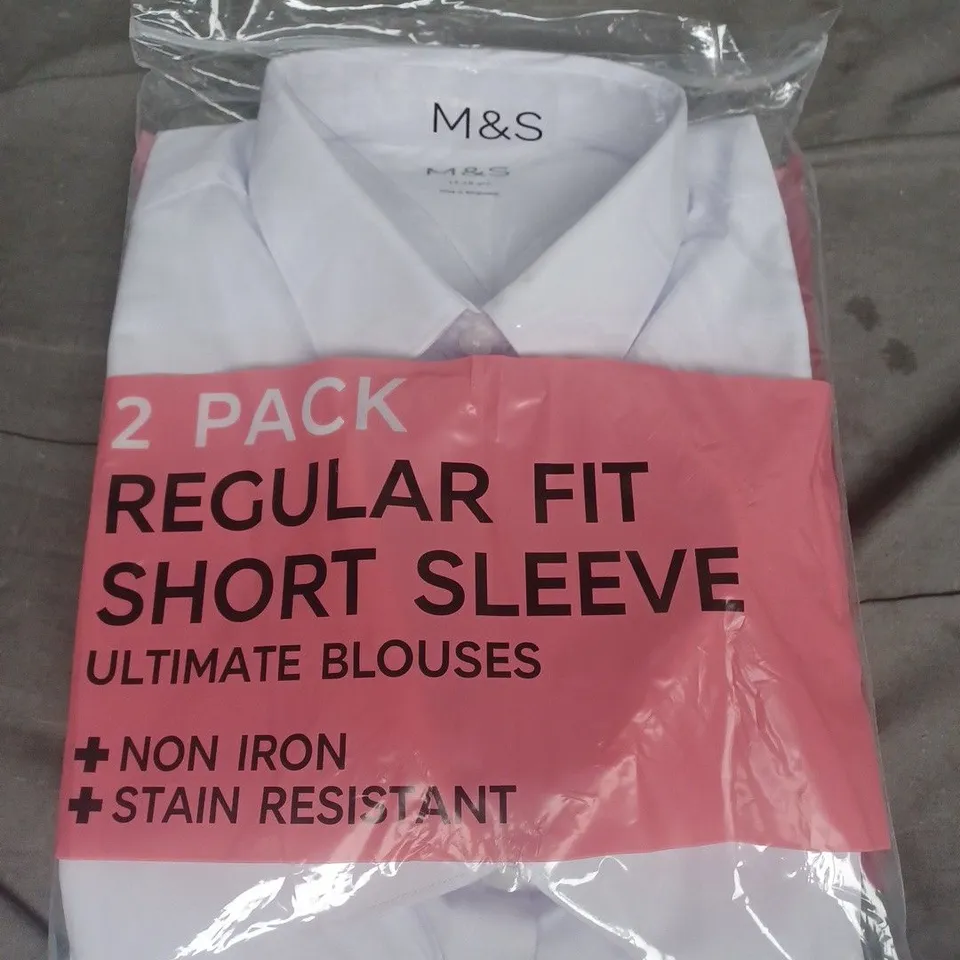 M&S
M&S
2 PACK
REGULAR FIT
SHORT SLEEVE
ULTIMATE BLOUSES
+ NON IRON
+ STAIN RESISTANT